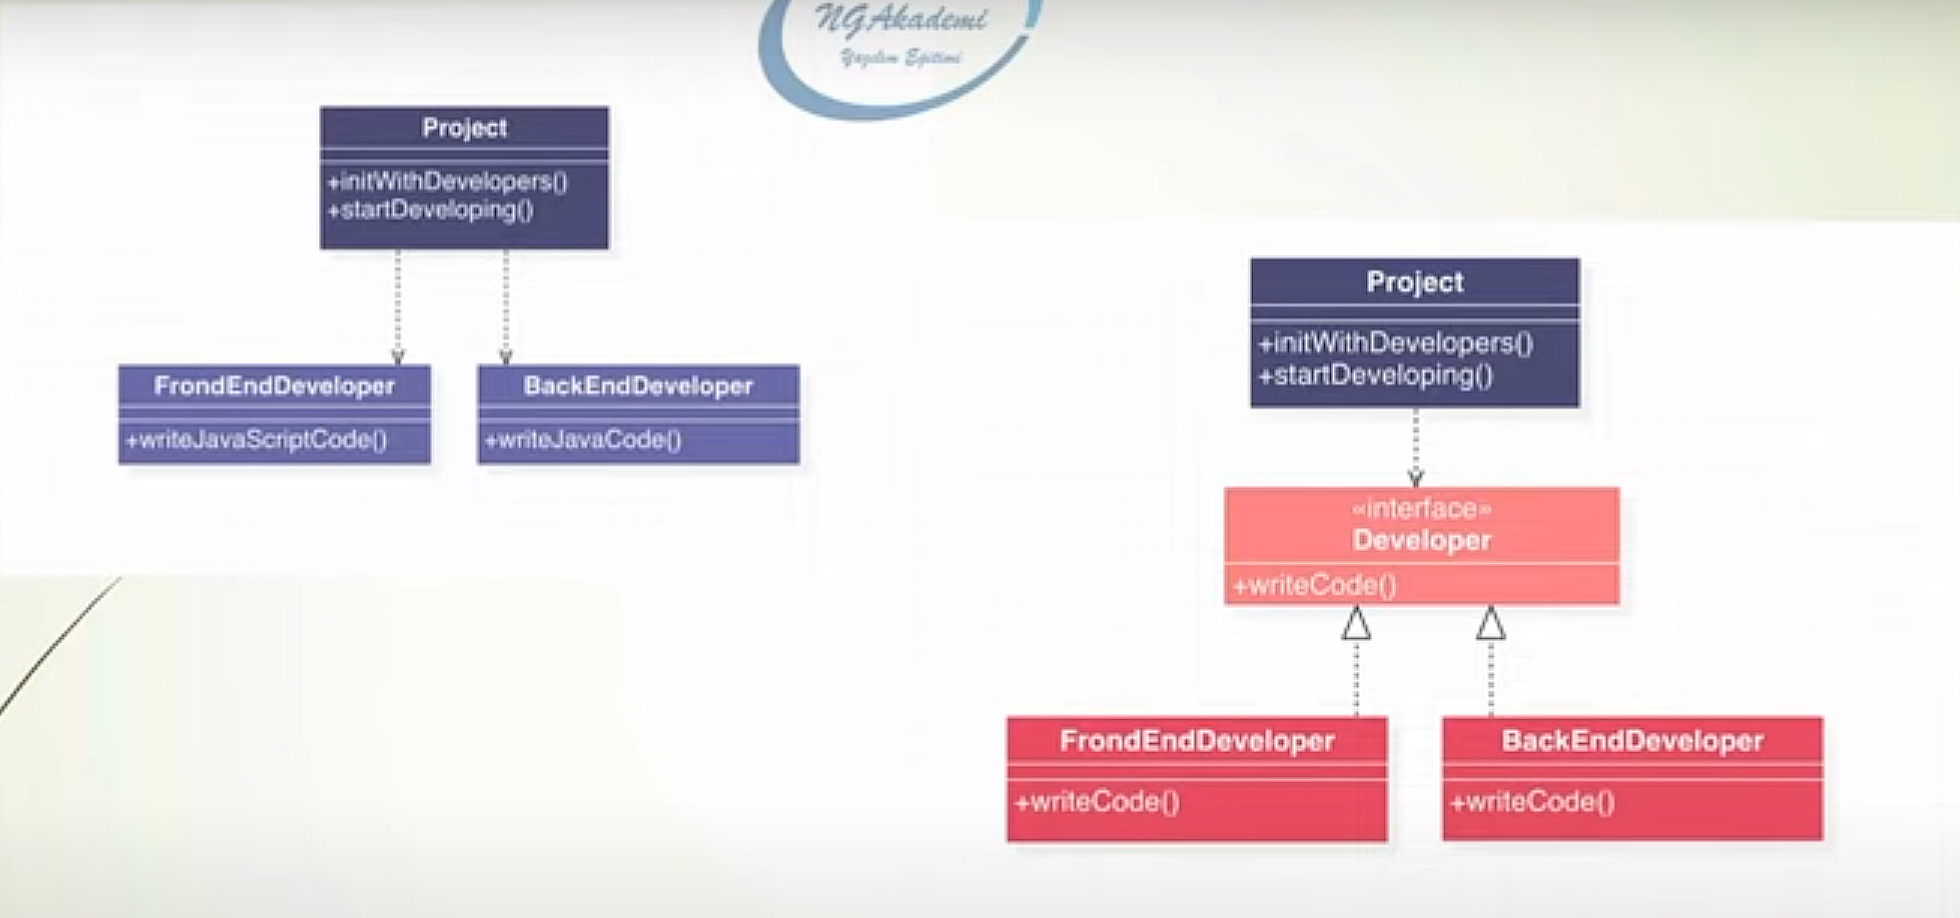 NGAkademi
Yazılım Eğitimi
Project
+initWithDevelopers()
+startDeveloping()
FrondEndDeveloper
+writeJavaScriptCode()
BackEndDeveloper
+writeJavaCode()
Project
+initWithDevelopers()
+startDeveloping()
«interface»
Developer
+writeCode()
FrondEndDeveloper
+writeCode()
BackEndDeveloper
+writeCode()